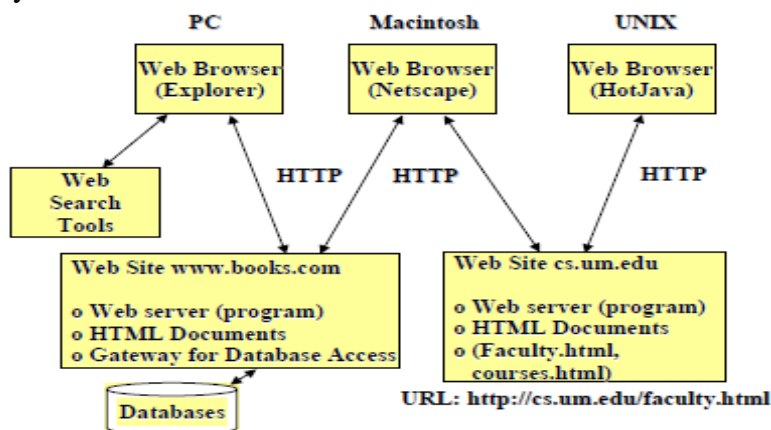 PC
Macintosh
UNIX
Web Browser
(Explorer)
Web Browser
(Netscape)
Web Browser
(HotJava)
Web
Search
Tools
HTTP
HTTP
HTTP
Web Site www.books.com
o Web server (program)
o HTML Documents
o Gateway for Database Access
Databases
Web Site cs.um.edu
o Web server (program)
o HTML Documents
o (Faculty.html,
courses.html)
URL: http://cs.um.edu/faculty.html